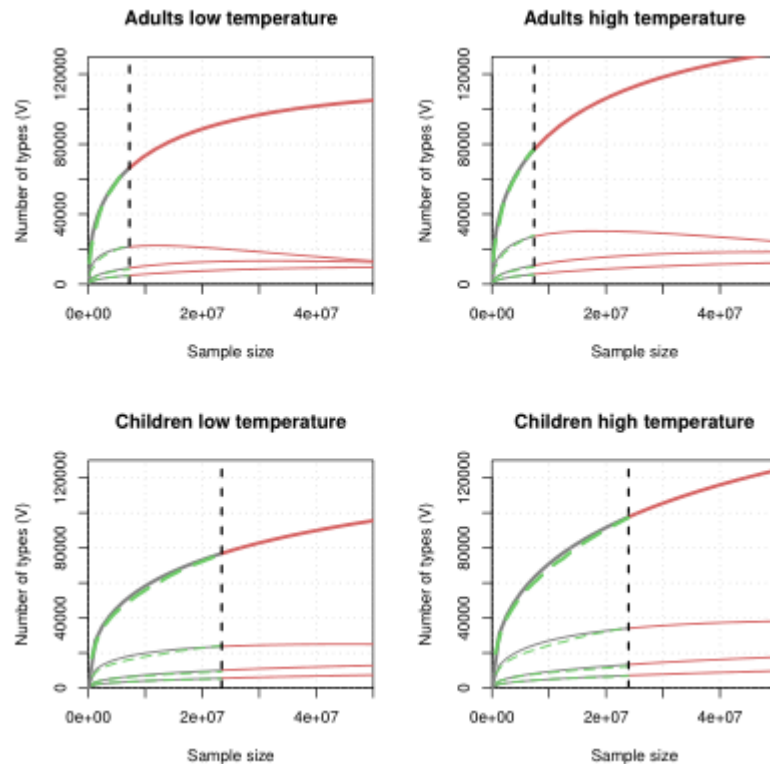 Adults low temperature
Number of types (V)
0 40000 80000 120000
0e+00 2e+07 4e+07
Sample size
Adults high temperature
Number of types (V)
0 40000 80000 120000
0e+00 2e+07 4e+07
Sample size
Children low temperature
Number of types (V)
0 40000 80000 120000
0e+00 2e+07 4e+07
Sample size
Children high temperature
Number of types (V)
0 40000 80000 120000
0e+00 2e+07 4e+07
Sample size